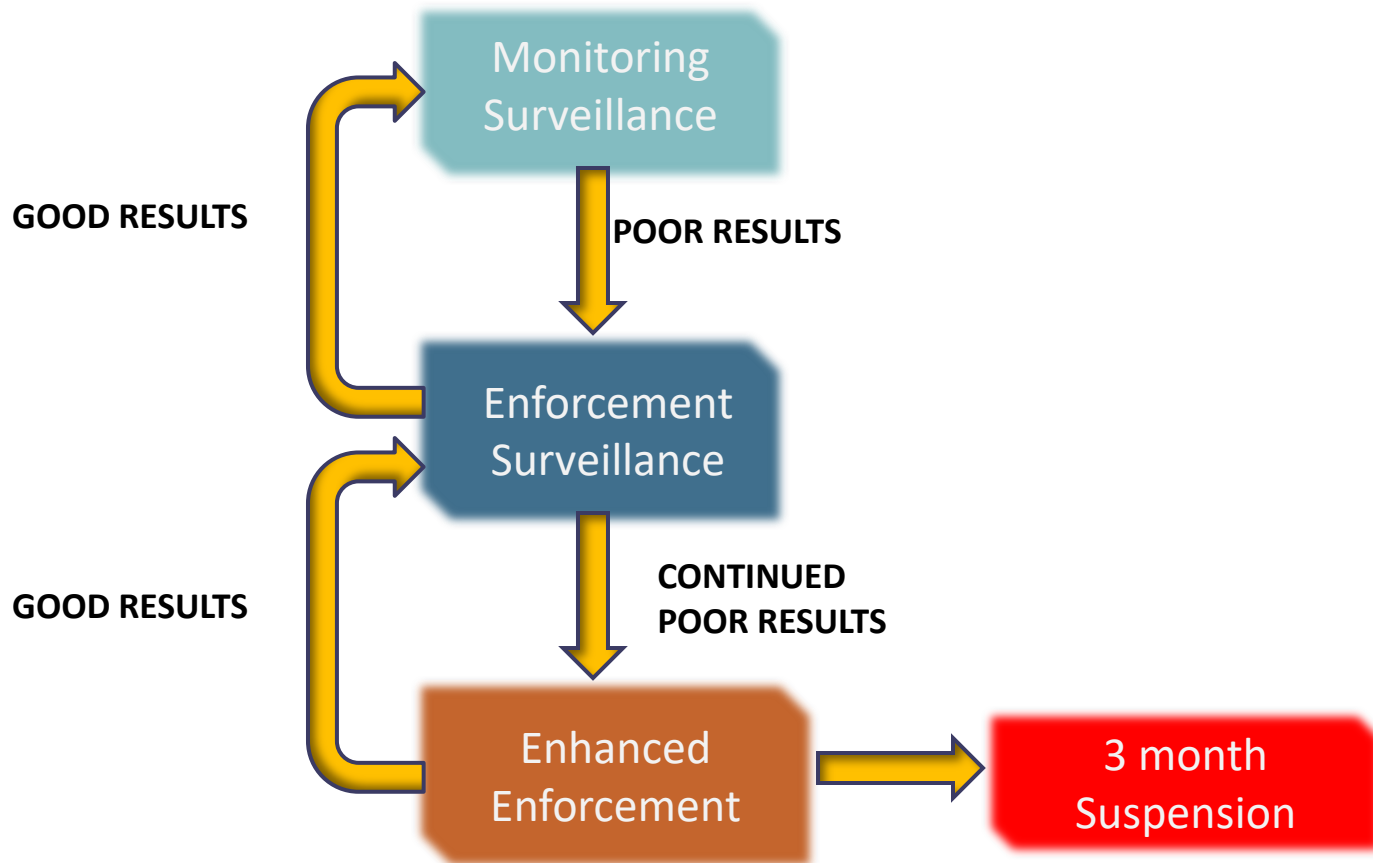 Monitoring
Surveillance
GOOD RESULTS
POOR RESULTS
Enforcement
Surveillance
GOOD RESULTS
CONTINUED
POOR RESULTS
Enhanced
Enforcement
3 month
Suspension